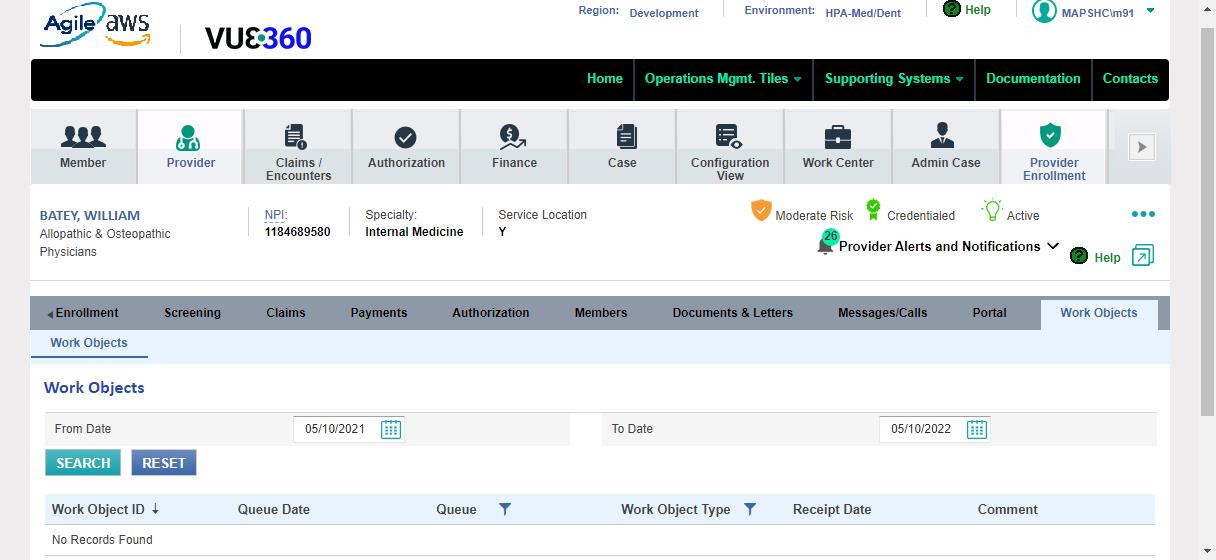 Agile aws
VUE360
Region: Development Environment: HPA-Med/Dent Help MAPSHC\m91
Home Operations Mgmt. Tiles Supporting Systems Documentation Contacts
Member Provider Claims / Encounters Authorization Finance Case Configuration View Work Center Admin Case Provider Enrollment
BATEY, WILLIAM
Allopathic & Osteopathic
Physicians
NPI:
1184689580
Specialty:
Internal Medicine
Service Location
Y
Moderate Risk Credentialed Active
26 Provider Alerts and Notifications
Help
Enrollment Screening Claims Payments Authorization Members Documents & Letters Messages/Calls Portal Work Objects
Work Objects
Work Objects
From Date 05/10/2021 To Date 05/10/2022
SEARCH RESET
Work Object ID Queue Date Queue Work Object Type Receipt Date Comment
No Records Found